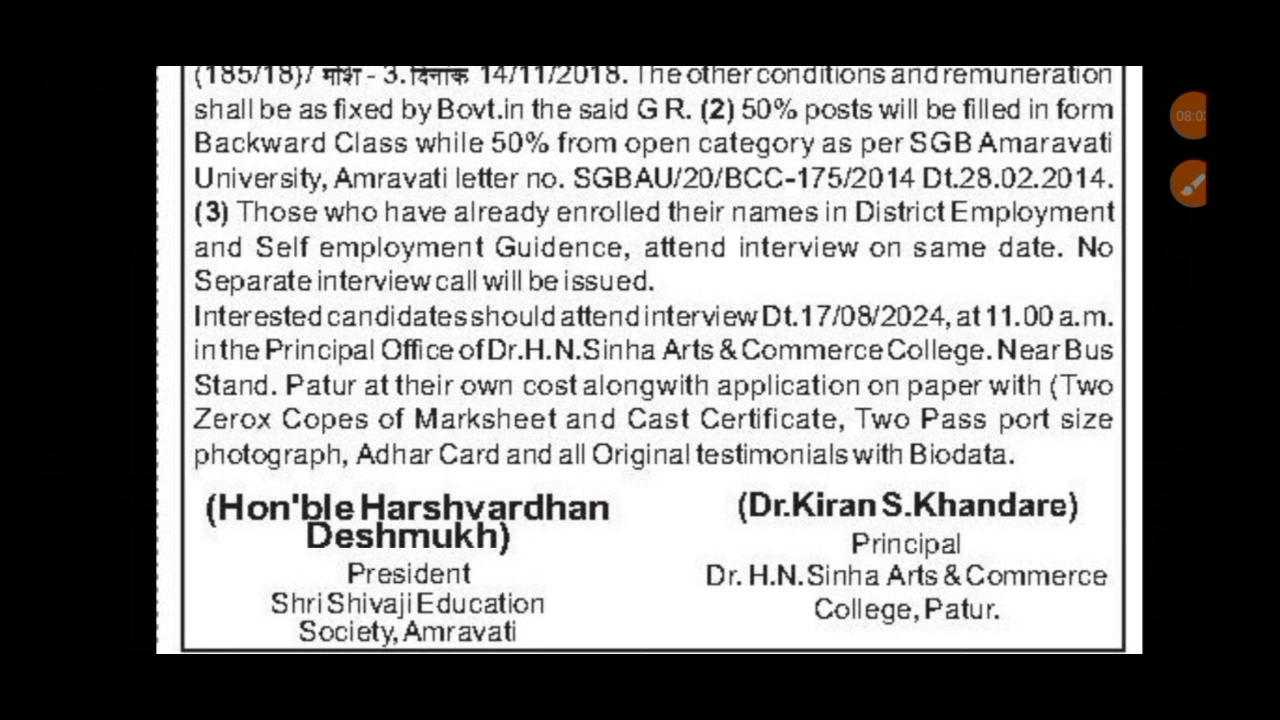 (185/18)/ माशि - 3. दिनांक 14/11/2018. The other conditions and remuneration
shall be as fixed by Bovt.in the said G R. (2) 50% posts will be filled in form
Backward Class while 50% from open category as per SGB Amaravati
University, Amravati letter no. SGBAU/20/BCC-175/2014 Dt.28.02.2014.
(3) Those who have already enrolled their names in District Employment
and Self employment Guidence, attend interview on same date. No
Separate interview call will be issued.
Interested candidates should attend interview Dt.17/08/2024, at 11.00 a.m.
in the Principal Office of Dr.H.N.Sinha Arts & Commerce College. Near Bus
Stand. Patur at their own cost alongwith application on paper with (Two
Zerox Copes of Marksheet and Cast Certificate, Two Pass port size
photograph, Adhar Card and all Original testimonials with Biodata.
(Hon'ble Harshvardhan
Deshmukh)
President
Shri Shivaji Education
Society, Amravati
(Dr.Kiran S.Khandare)
Principal
Dr. H.N.Sinha Arts & Commerce
College, Patur.